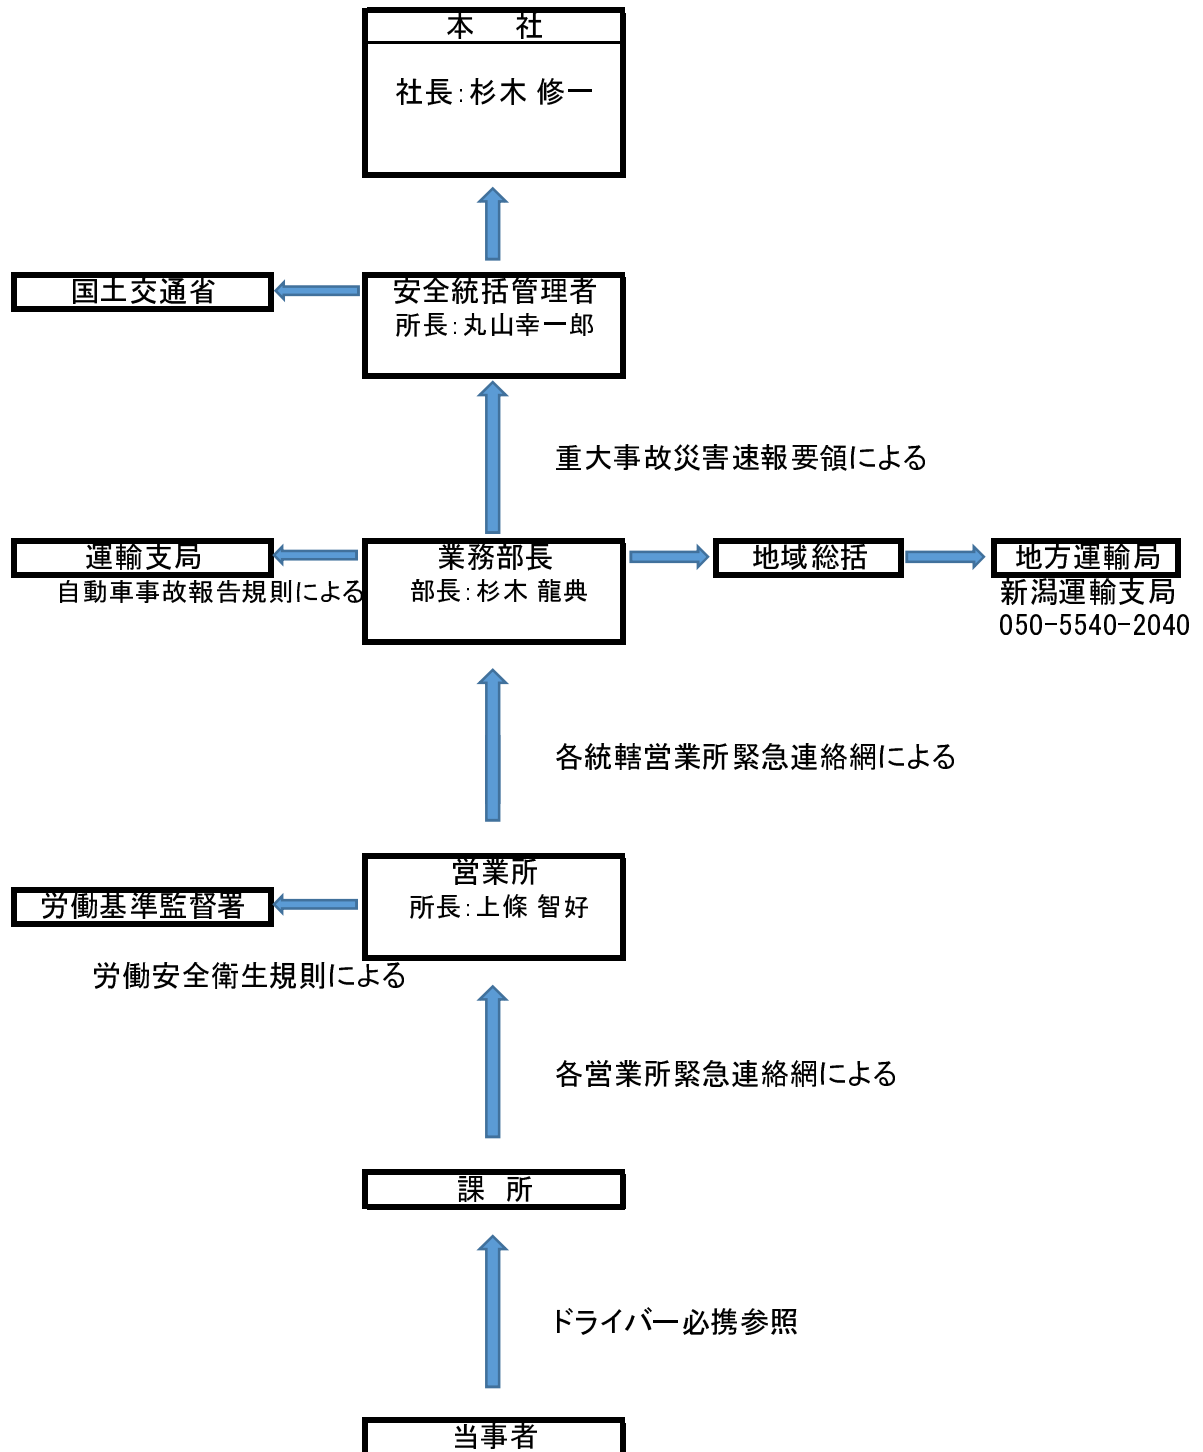 本　社
社長：杉木 修一
国土交通省
安全統括管理者
所長：丸山幸一郎
重大事故災害速報要領による
運輸支局
自動車事故報告規則による
業務部長
部長：杉木 龍典
地域総括
地方運輸局
新潟運輸支局
050-5540-2040
各統轄営業所緊急連絡網による
営業所
所長：上條 智好
労働基準監督署
労働安全衛生規則による
各営業所緊急連絡網による
課　所
ドライバー必携参照
当事者